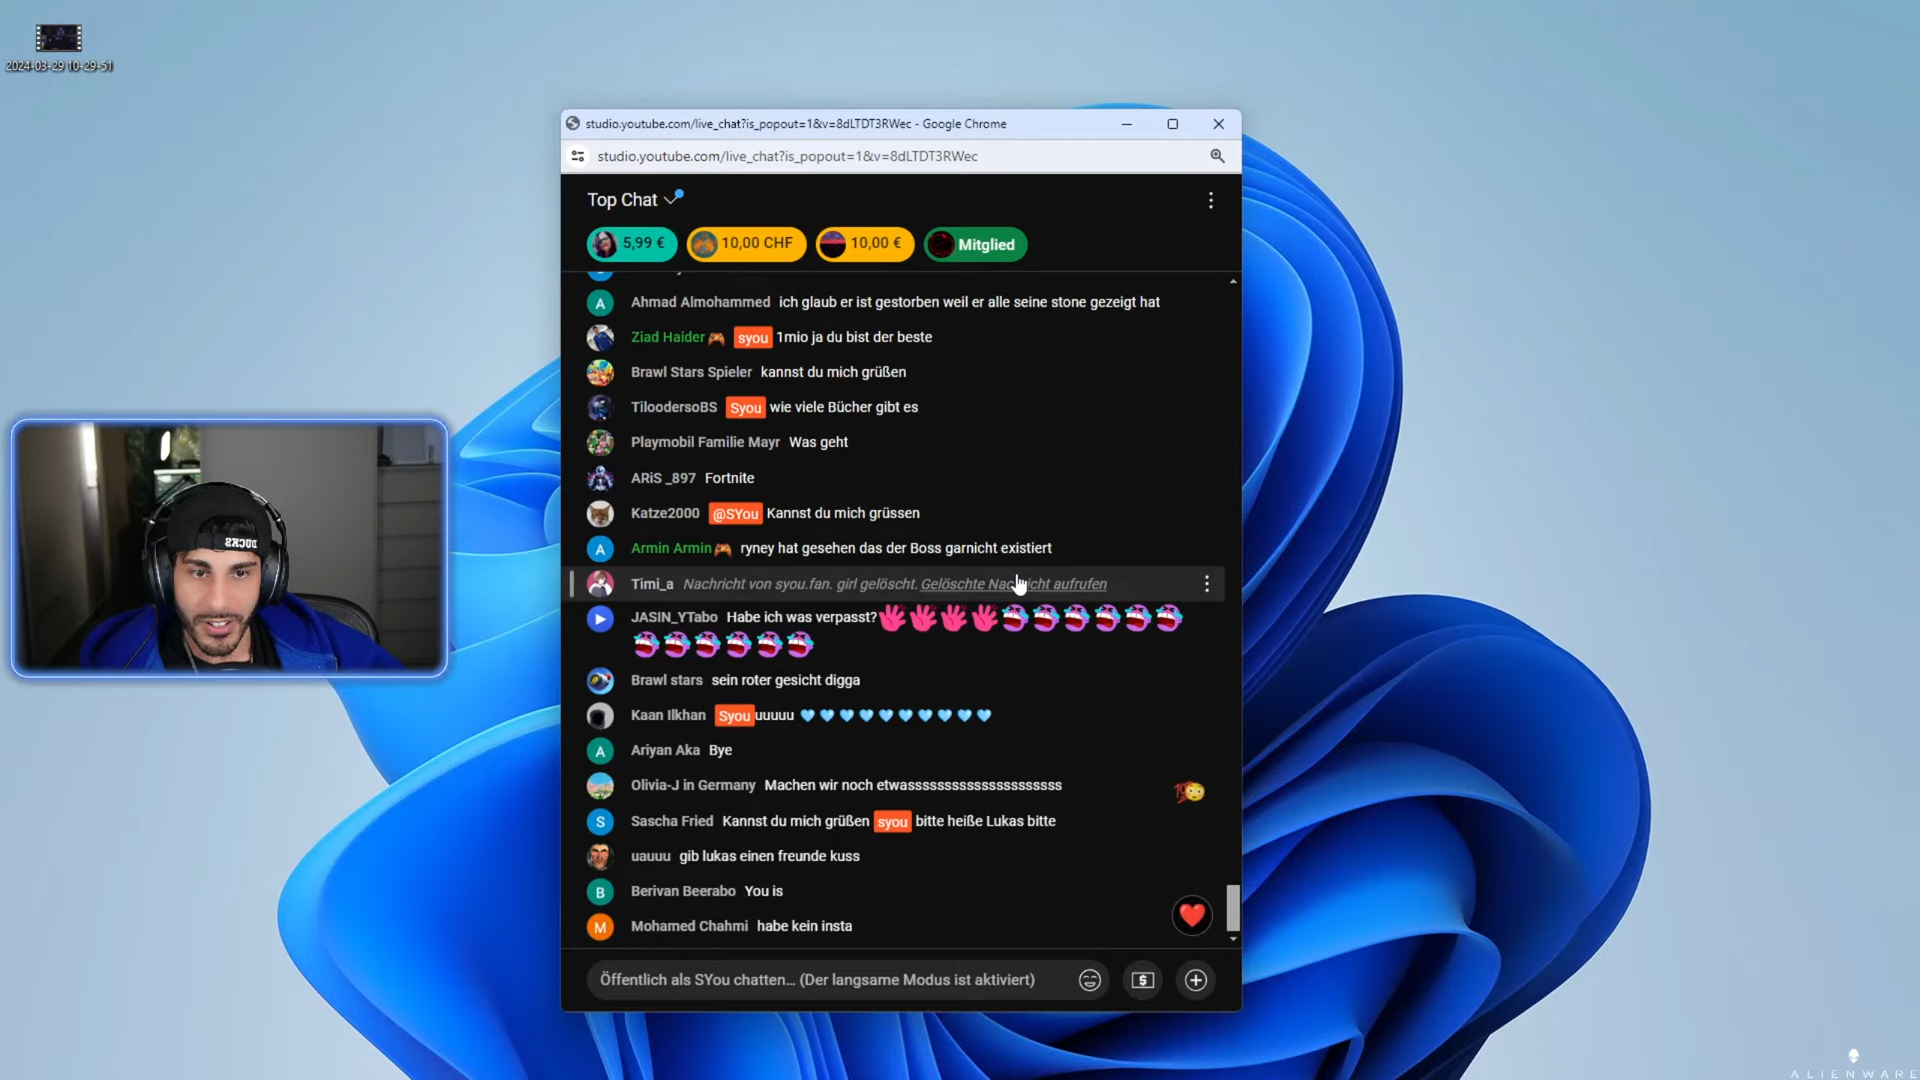 2024-03-29 10-29-51
studio.youtube.com/live_chat?is_popout=1&v=8dLTDT3RWec - Google Chrome
studio.youtube.com/live_chat?is_popout=1&v=8dLTDT3RWec
Top Chat
5,99 €
10,00 CHF
10,00 €
Mitglied
Ahmad Almohammed ich glaub er ist gestorben weil er alle seine stone gezeigt hat
Ziad Haider🎮 syou 1mio ja du bist der beste
Brawl Stars Spieler kannst du mich grüßen
TiloodersoBS Syou wie viele Bücher gibt es
Playmobil Familie Mayr Was geht
ARiS _897 Fortnite
Katze2000 @SYou Kannst du mich grüssen
Armin Armin🎮 ryney hat gesehen das der Boss garnicht existiert
Timi_a Nachricht von syou.fan. girl gelöscht. Gelöschte Nachricht aufrufen
JASIN_YTabo Habe ich was verpasst?
Brawl stars sein roter gesicht digga
Kaan Ilkhan Syouuuuuu 🩵🩵🩵🩵🩵🩵🩵🩵🩵🩵
Ariyan Aka Bye
Olivia-J in Germany Machen wir noch etwasssssssssssssssssssss
Sascha Fried Kannst du mich grüßen syou bitte heiße Lukas bitte
uauuu gib lukas einen freunde kuss
Berivan Beerabo You is
Mohamed Chahmi habe kein insta
Öffentlich als SYou chatten... (Der langsame Modus ist aktiviert)
DUCKS
A
A
A
S
B
M
ALIENWARE